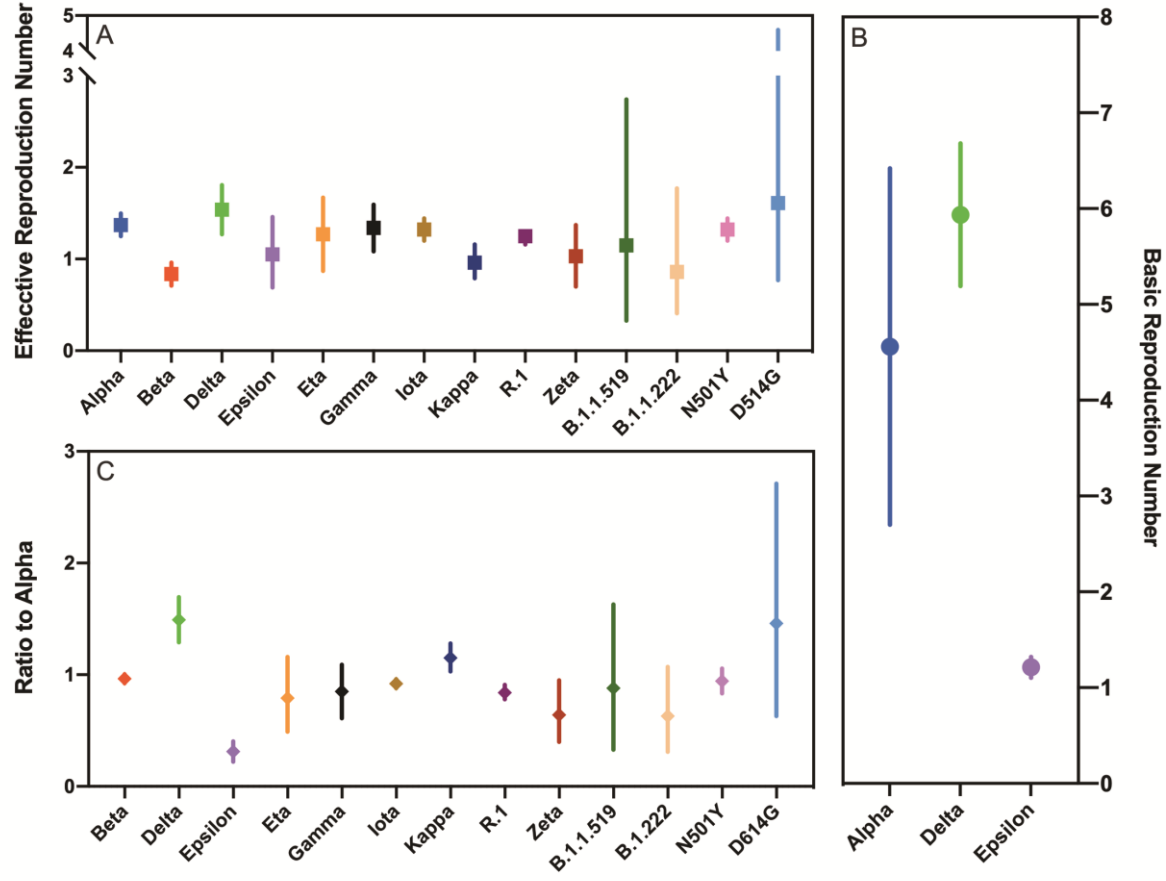 A
Effecctive Reproduction Number
5
4
3
2
1
0
Alpha
Beta
Delta
Epsilon
Eta
Gamma
Iota
Kappa
R.1
Zeta
B.1.1.519
B.1.1.222
N501Y
D514G
B
Basic Reproduction Number
8
7
6
5
4
3
2
1
0
Alpha
Delta
Epsilon
C
Ratio to Alpha
3
2
1
0
Beta
Delta
Epsilon
Eta
Gamma
Iota
Kappa
R.1
Zeta
B.1.1.519
B.1.222
N501Y
D614G